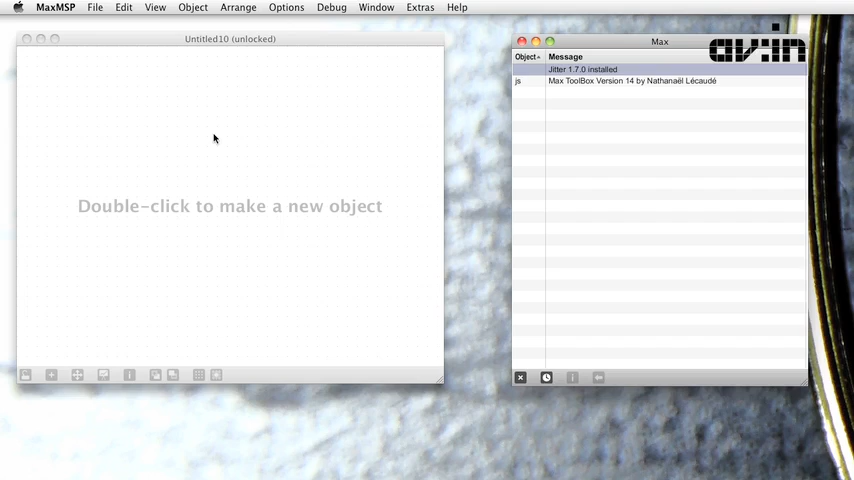 MaxMSP File Edit View Object Arrange Options Debug Window Extras Help
Untitled10 (unlocked)
Double-click to make a new object
Max
av:in
Object Message
Jitter 1.7.0 installed
js Max ToolBox Version 14 by Nathanaël Lécaudé